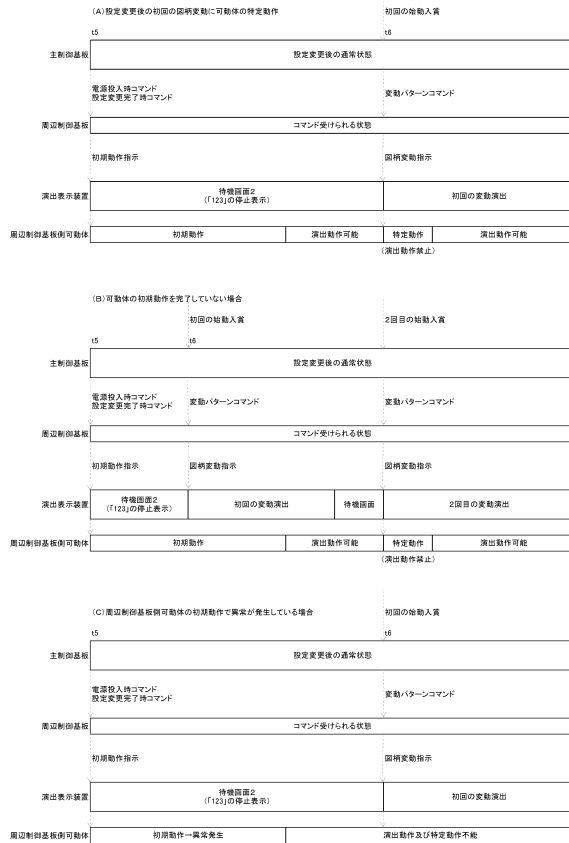 (A)設定変更後の初回の図柄変動に可動体の特定動作
初回の始動入賞
t5
t6
主制御基板
設定変更後の通常状態
電源投入時コマンド
設定変更完了時コマンド
変動パターンコマンド
周辺制御基板
コマンド受けられる状態
初期動作指示
図柄変動指示
演出表示装置
待機画面2
(「123」の停止表示)
初回の変動演出
周辺制御基板側可動体
初期動作
演出動作可能
特定動作
演出動作可能
(演出動作禁止)
(B)可動体の初期動作を完了していない場合
初回の始動入賞
2回目の始動入賞
t5
t6
主制御基板
設定変更後の通常状態
電源投入時コマンド
設定変更完了時コマンド
変動パターンコマンド
変動パターンコマンド
周辺制御基板
コマンド受けられる状態
初期動作指示
図柄変動指示
図柄変動指示
演出表示装置
待機画面2
(「123」の停止表示)
初回の変動演出
待機画面
2回目の変動演出
周辺制御基板側可動体
初期動作
演出動作可能
特定動作
演出動作可能
(演出動作禁止)
(C)周辺制御基板側可動体の初期動作で異常が発生している場合
初回の始動入賞
t5
t6
主制御基板
設定変更後の通常状態
電源投入時コマンド
設定変更完了時コマンド
変動パターンコマンド
周辺制御基板
コマンド受けられる状態
初期動作指示
図柄変動指示
演出表示装置
待機画面2
(「123」の停止表示)
初回の変動演出
周辺制御基板側可動体
初期動作→異常発生
演出動作及び特定動作不能